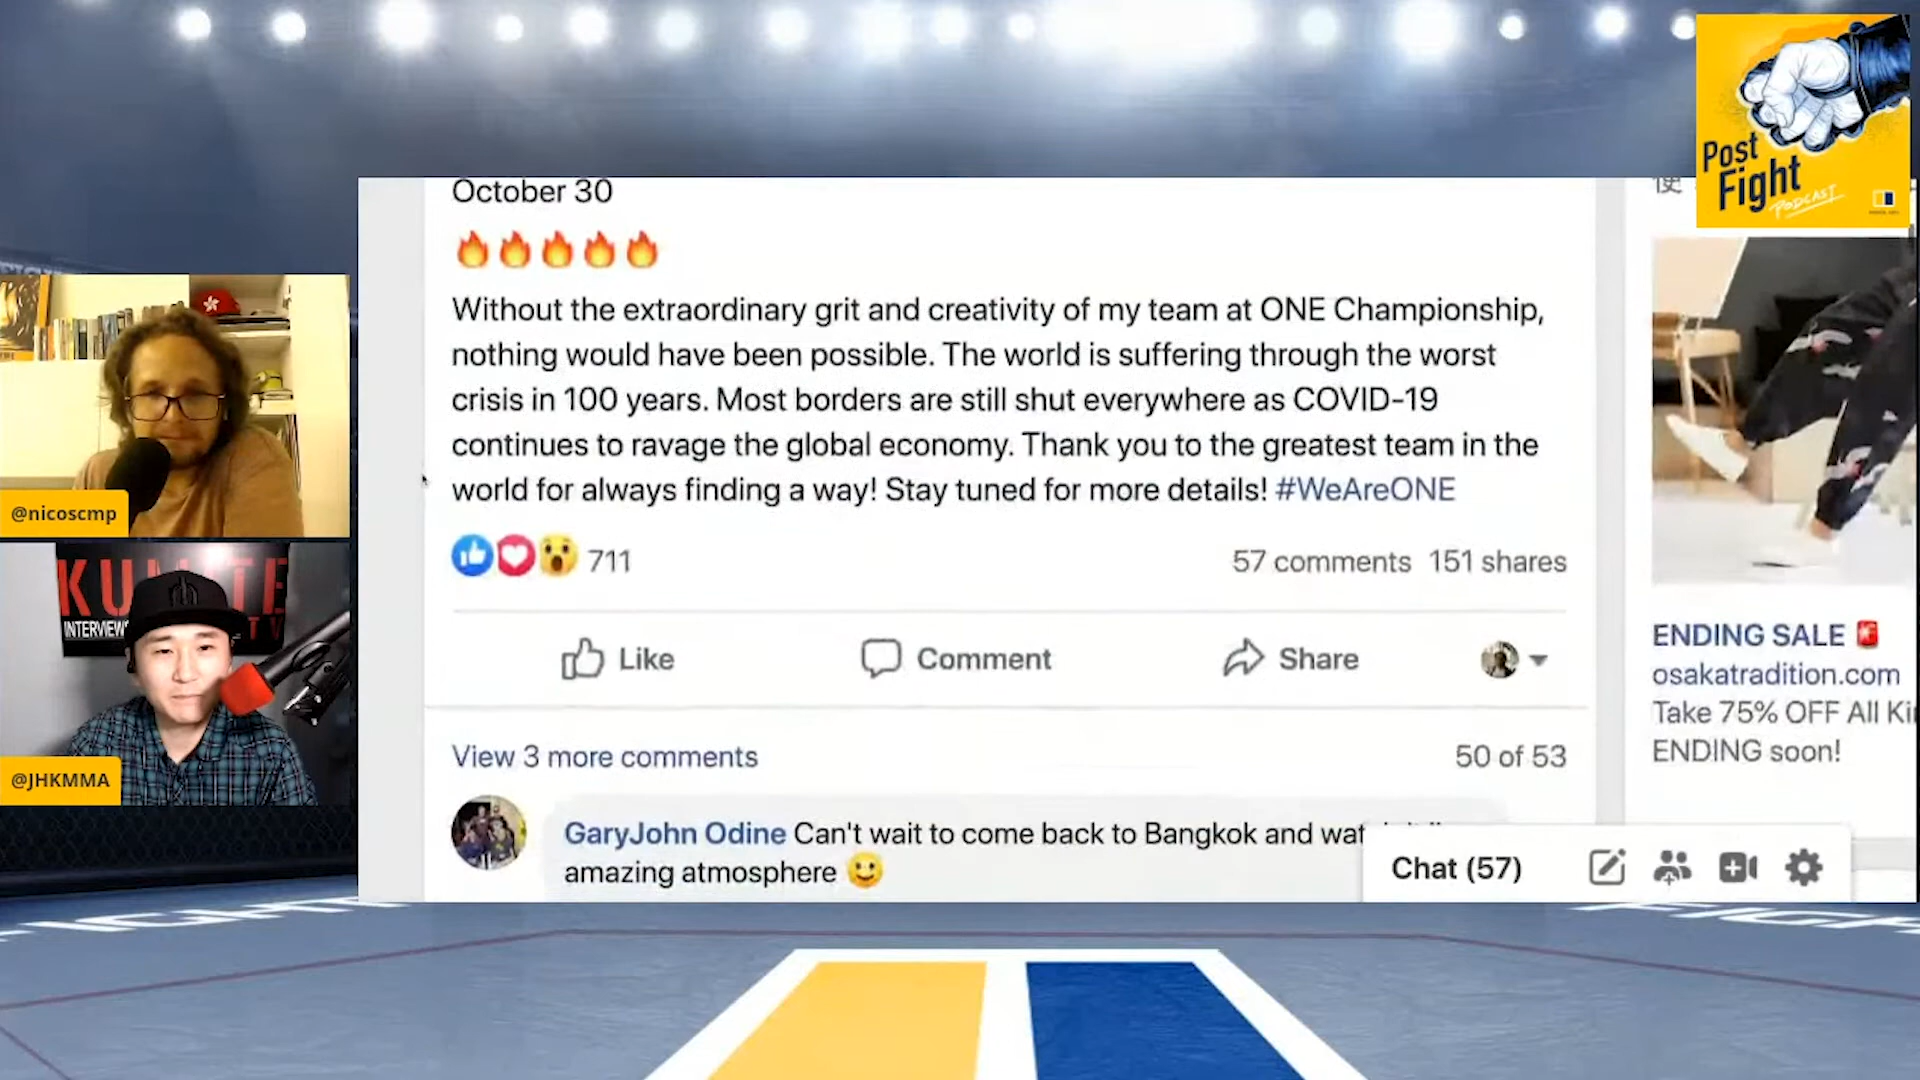 October 30
🔥🔥🔥🔥🔥
Without the extraordinary grit and creativity of my team at ONE Championship,
nothing would have been possible. The world is suffering through the worst
crisis in 100 years. Most borders are still shut everywhere as COVID-19
continues to ravage the global economy. Thank you to the greatest team in the
world for always finding a way! Stay tuned for more details! #WeAreONE
711
57 comments 151 shares
Like
Comment
Share
View 3 more comments
50 of 53
GaryJohn Odine Can't wait to come back to Bangkok and
amazing atmosphere 🙂
Chat (57)
Post
Fight
PODCAST
ENDING SALE 🚨
osakatradition.com
Take 75% OFF All
ENDING soon!
@nicoscmp
INTERVIEWS
TV
@JHKMMA